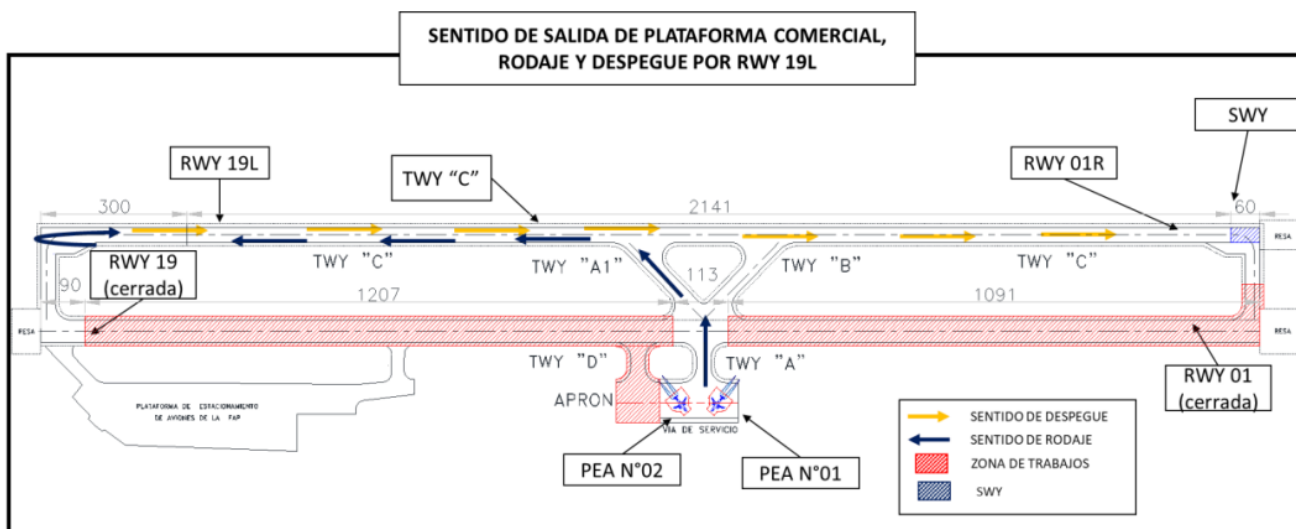 SENTIDO DE SALIDA DE PLATAFORMA COMERCIAL,
RODAJE Y DESPEGUE POR RWY 19L
SWY
RWY 19L
TWY “C”
RWY 01R
300
2141
60
RESA
TWY "C"
TWY "A1"
TWY "B"
TWY "C"
RWY 19
(cerrada)
90
1207
113
1091
RESA
RESA
TWY "D"
TWY "A"
RWY 01
(cerrada)
PLATAFORMA DE ESTACIONAMIENTO
DE AVIONES DE LA FAP
APRON
VIA DE SERVICIO
PEA N°02
PEA N°01
SENTIDO DE DESPEGUE
SENTIDO DE RODAJE
ZONA DE TRABAJOS
SWY